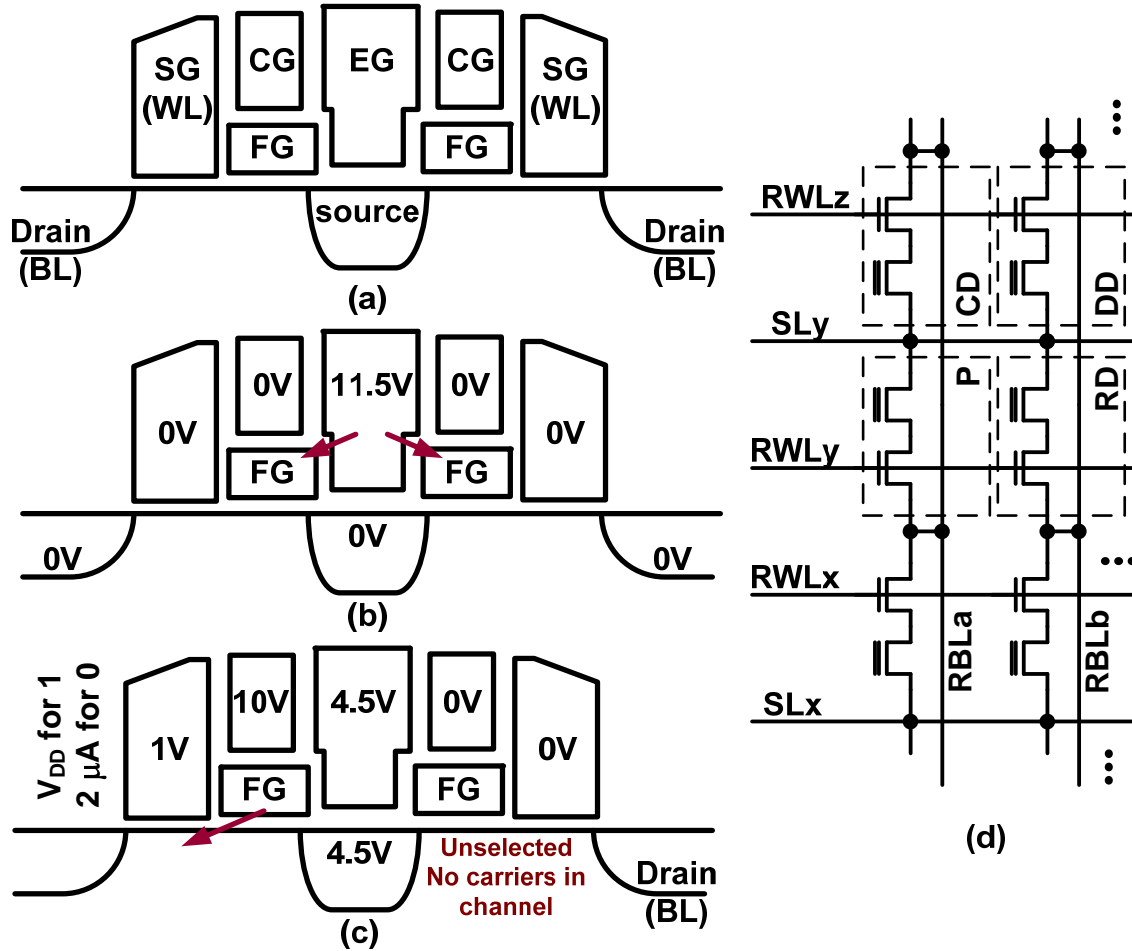 SG
(WL)
CG
EG
CG
SG
(WL)
FG
FG
source
Drain
(BL)
Drain
(BL)
(a)
0V
0V
11.5V
0V
0V
FG
FG
0V
0V
0V
(b)
VDD for 1
2 μA for 0
1V
10V
4.5V
0V
0V
FG
FG
4.5V
Unselected
No carriers in
channel
Drain
(BL)
(c)
...
RWLz
CD
DD
SLy
P
RD
RWLy
...
RWLx
RBLa
RBLb
SLx
...
(d)